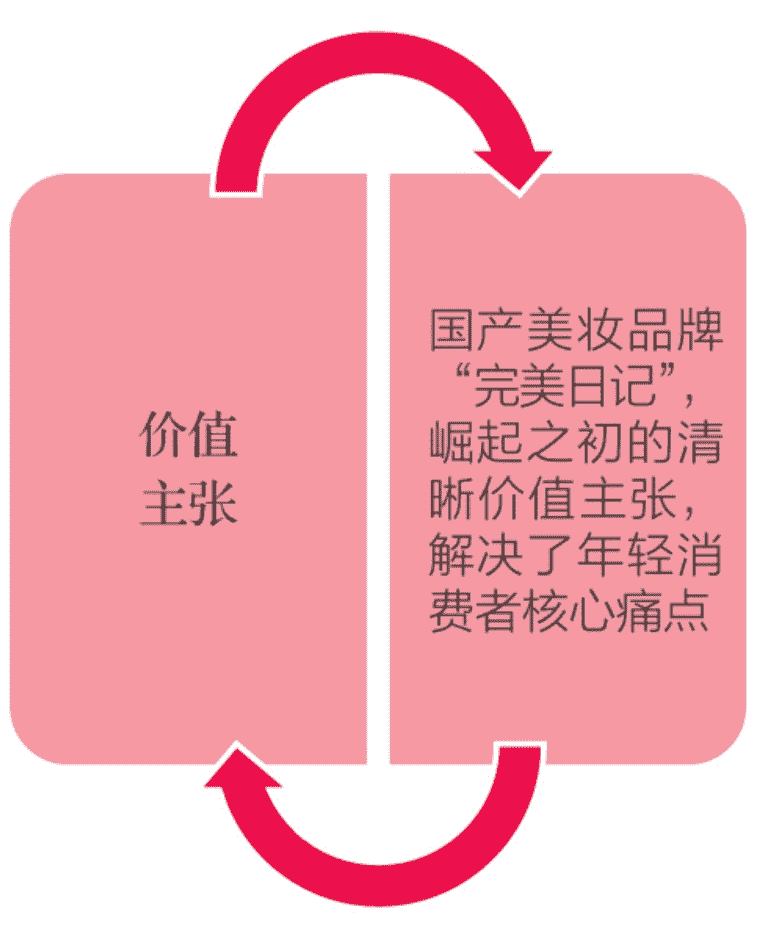 价值
主张
国产美妆品牌
“完美日记”，
崛起之初的清
晰价值主张，
解决了年轻消
费者核心痛点